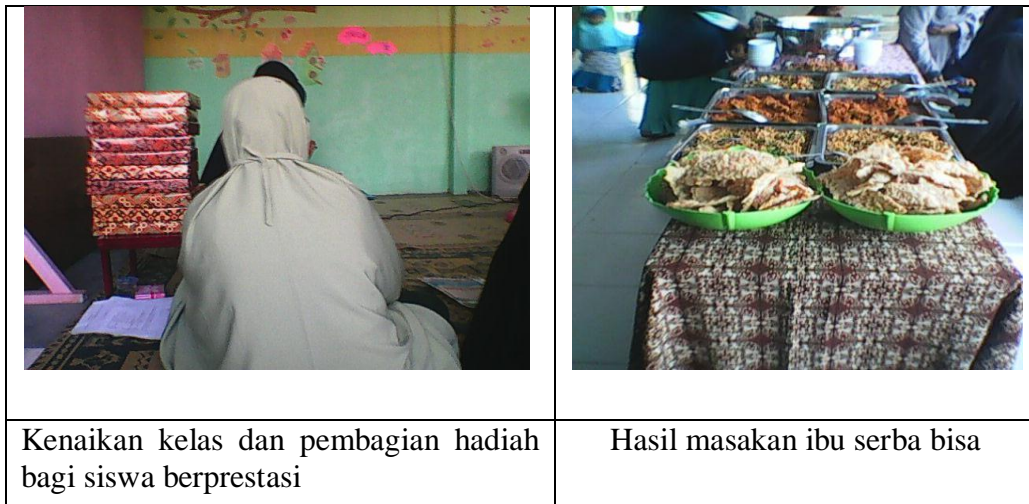 Kenaikan kelas dan pembagian hadiah
bagi siswa berprestasi
Hasil masakan ibu serba bisa